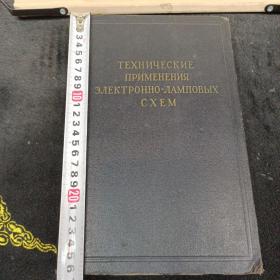 ТЕХНИЧЕСКИЕ
ПРИМЕНЕНИЯ
ЭЛЕКТРОННО-ЛАМПОВЫХ
СХЕМ